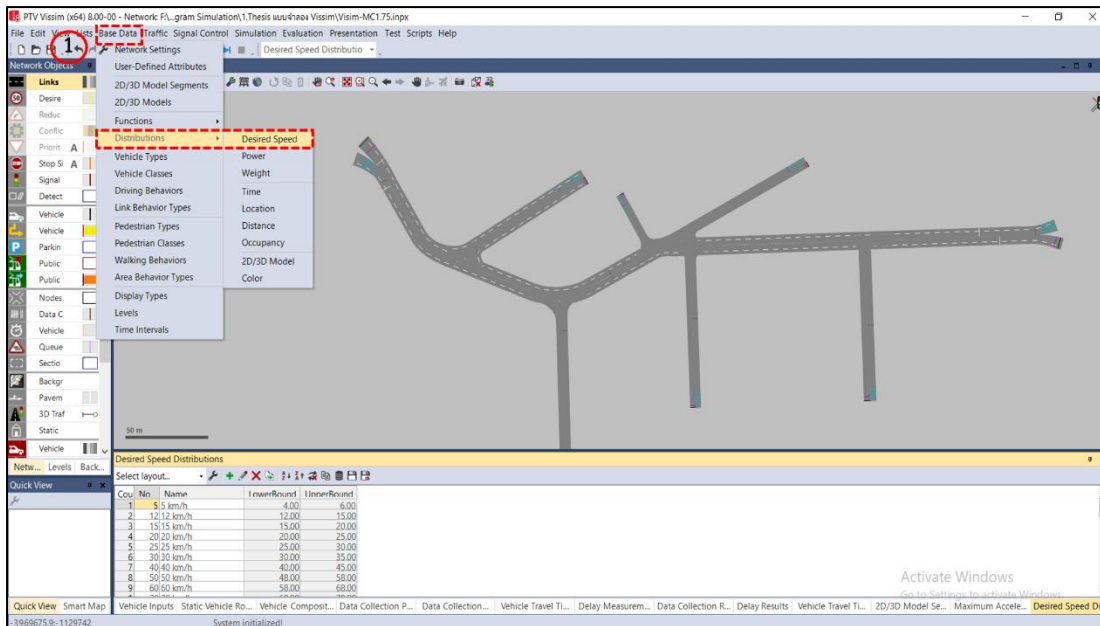 PTV Vissim (x64) 8.00-00 - Network: F:\...gram Simulation\1.Thesis แบบจำลอง Vissim\Visim-MC1.75.inpx
File Edit View Lists Base Data Traffic Signal Control Simulation Evaluation Presentation Test Scripts Help
1
Desired Speed Distributio
Network Objects
Links
Desire
Reduc
Conflic
Priorit A
Stop Si A
Signal
Detect
Vehicle
Vehicle
Parkin
Public
Public
Nodes
Data C
Vehicle
Queue
Sectio
Backgr
Pavem
3D Traf
Static
Vehicle
Netw... Levels Back...
Network Settings
User-Defined Attributes
2D/3D Model Segments
2D/3D Models
Functions
Distributions
Vehicle Types
Vehicle Classes
Driving Behaviors
Link Behavior Types
Pedestrian Types
Pedestrian Classes
Walking Behaviors
Area Behavior Types
Display Types
Levels
Time Intervals
Desired Speed
Power
Weight
Time
Location
Distance
Occupancy
2D/3D Model
Color
50 m
Quick View
Desired Speed Distributions
Select layout...
Cou No Name LowerBound UpperBound
1 5 5 km/h 4.00 6.00
2 12 12 km/h 12.00 15.00
3 15 15 km/h 15.00 20.00
4 20 20 km/h 20.00 25.00
5 25 25 km/h 25.00 30.00
6 30 30 km/h 30.00 35.00
7 40 40 km/h 40.00 45.00
8 50 50 km/h 48.00 58.00
9 60 60 km/h 58.00 68.00
Activate Windows
Go to Settings to activate Windows.
Quick View Smart Map Vehicle Inputs Static Vehicle Ro... Vehicle Composit... Data Collection P... Data Collection... Vehicle Travel Ti... Delay Measurem... Data Collection R... Delay Results Vehicle Travel Ti... 2D/3D Model Se... Maximum Accele... Desired Speed Di
-3969675.9:-1129742 System initialized!